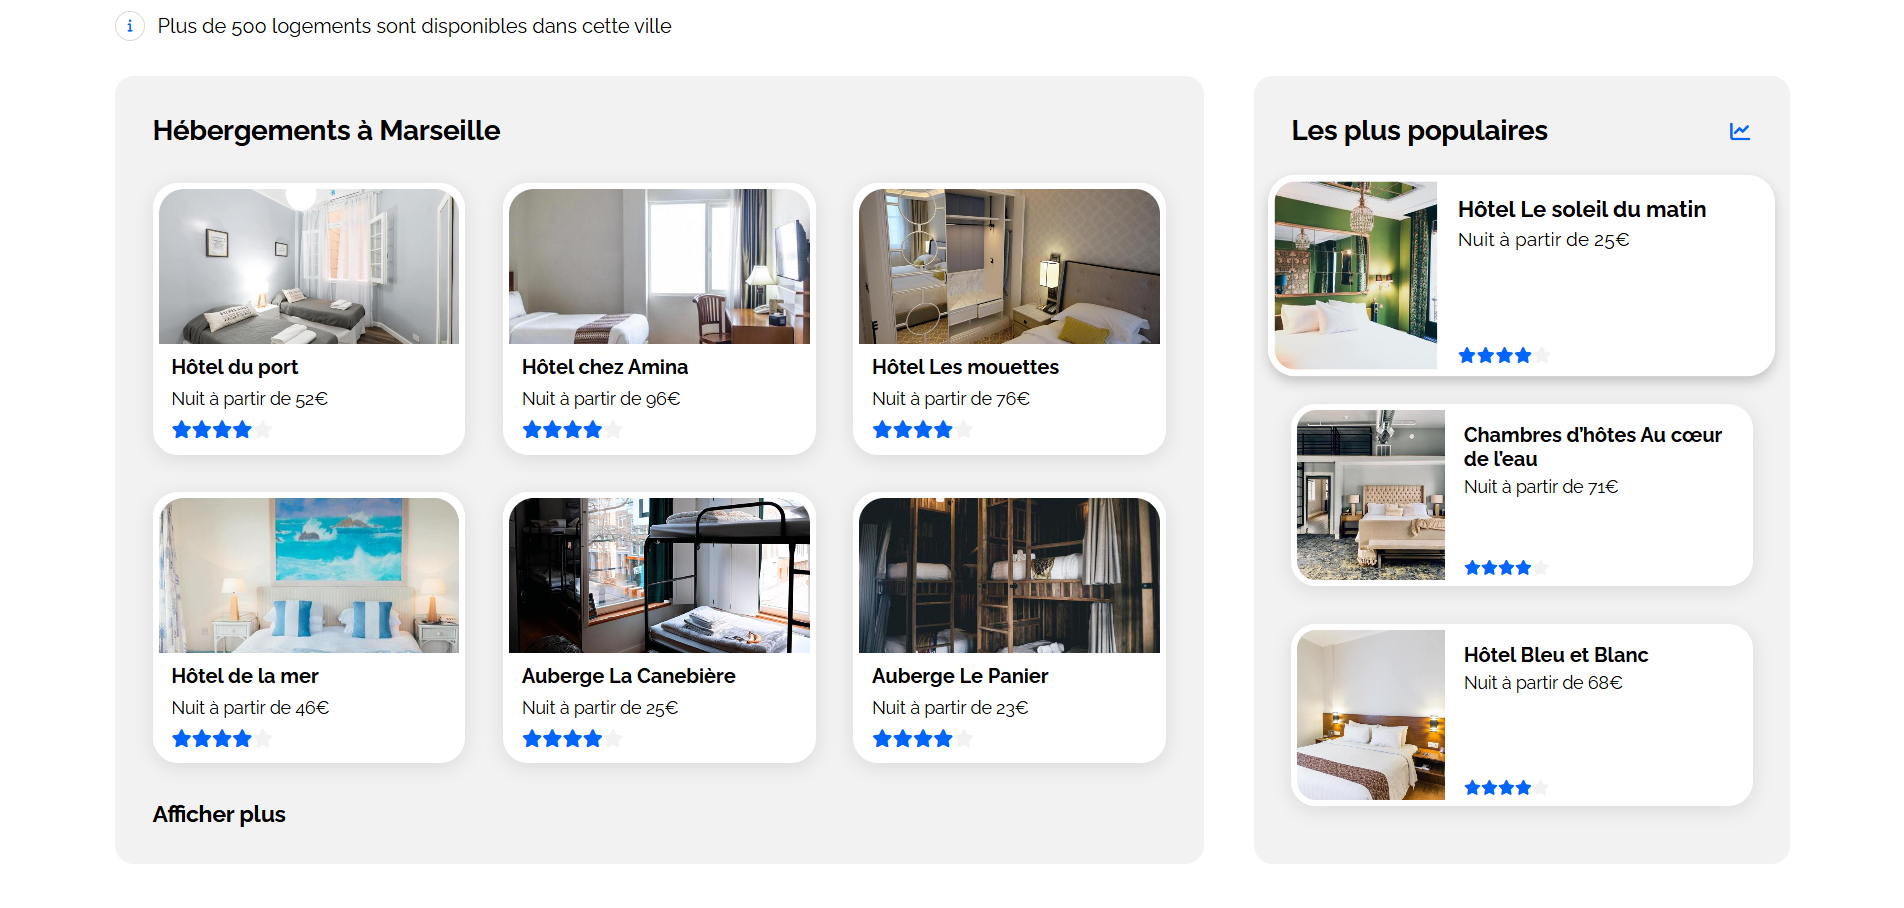 Plus de 500 logements sont disponibles dans cette ville
Hébergements à Marseille
Hôtel du port
Nuit à partir de 52€
Hôtel chez Amina
Nuit à partir de 96€
Hôtel Les mouettes
Nuit à partir de 76€
Hôtel de la mer
Nuit à partir de 46€
Auberge La Canebière
Nuit à partir de 25€
Auberge Le Panier
Nuit à partir de 23€
Afficher plus
Les plus populaires
Hôtel Le soleil du matin
Nuit à partir de 25€
Chambres d'hôtes Au cœur
de l'eau
Nuit à partir de 71€
Hôtel Bleu et Blanc
Nuit à partir de 68€